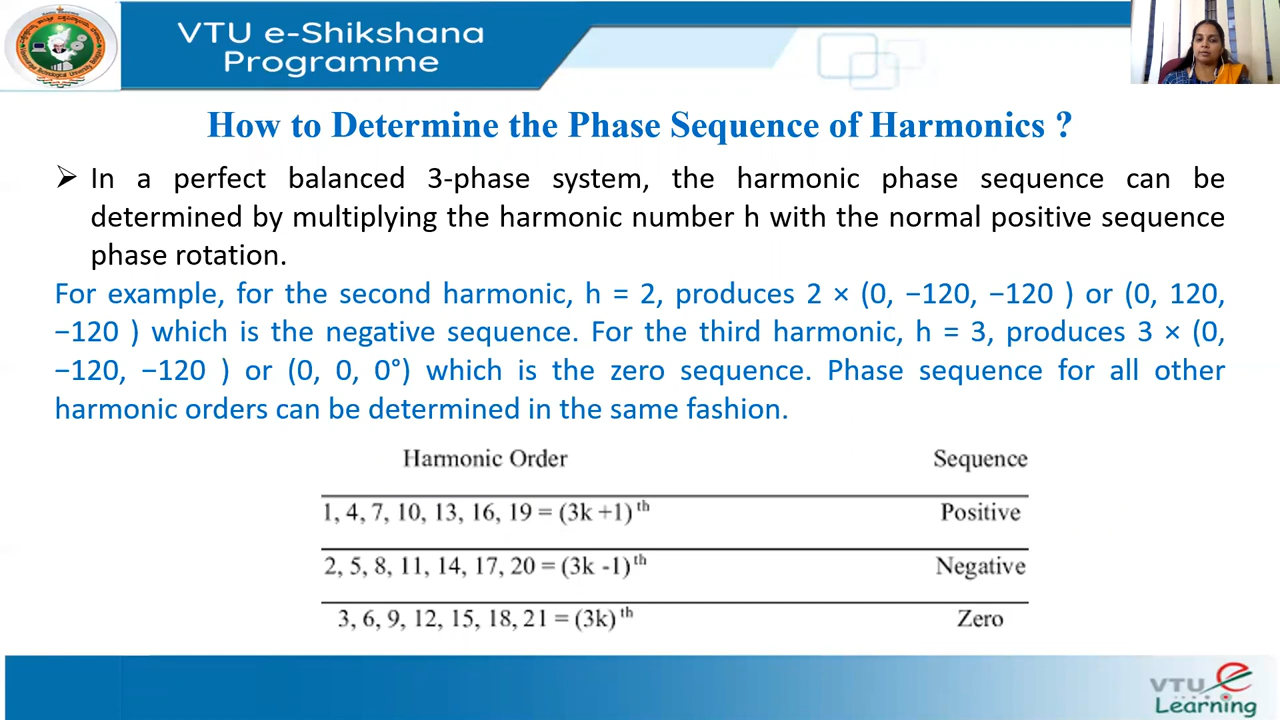 VTU e-Shikshana
Programme
How to Determine the Phase Sequence of Harmonics ?
➢ In a perfect balanced 3-phase system, the harmonic phase sequence can be
determined by multiplying the harmonic number h with the normal positive sequence
phase rotation.
For example, for the second harmonic, h = 2, produces 2 × (0, −120, −120 ) or (0, 120,
−120 ) which is the negative sequence. For the third harmonic, h = 3, produces 3 × (0,
−120, −120 ) or (0, 0, 0°) which is the zero sequence. Phase sequence for all other
harmonic orders can be determined in the same fashion.
Harmonic Order Sequence
1, 4, 7, 10, 13, 16, 19 = (3k +1)th Positive
2, 5, 8, 11, 14, 17, 20 = (3k -1)th Negative
3, 6, 9, 12, 15, 18, 21 = (3k)th Zero
VTU e
Learning